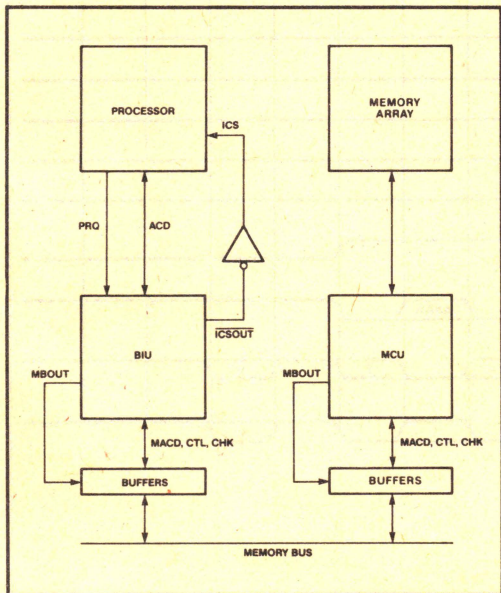 PROCESSOR
MEMORY
ARRAY
ICS
PRQ
ACD
ICSOUT
BIU
MCU
MBOUT
MBOUT
MACD, CTL, CHK
MACD, CTL, CHK
BUFFERS
BUFFERS
MEMORY BUS